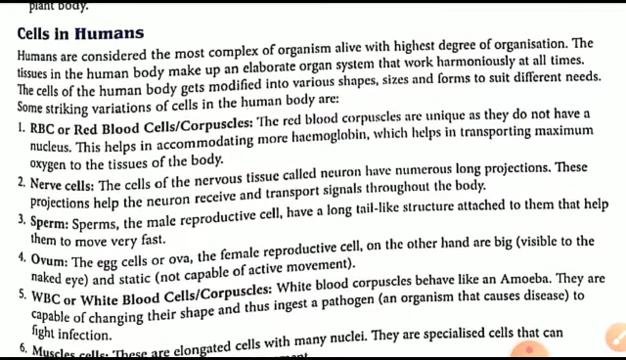 plant body.
Cells in Humans
Humans are considered the most complex of organism alive with highest degree of organisation. The
tissues in the human body make up an elaborate organ system that work harmoniously at all times.
The cells of the human body gets modified into various shapes, sizes and forms to suit different needs.
Some striking variations of cells in the human body are:
1. RBC or Red Blood Cells/Corpuscles: The red blood corpuscles are unique as they do not have a
nucleus. This helps in accommodating more haemoglobin, which helps in transporting maximum
oxygen to the tissues of the body.
2. Nerve cells: The cells of the nervous tissue called neuron have numerous long projections. These
projections help the neuron receive and transport signals throughout the body.
3. Sperm: Sperms, the male reproductive cell, have a long tail-like structure attached to them that help
them to move very fast.
4. Ovum: The egg cells or ova, the female reproductive cell, on the other hand are big (visible to the
naked eye) and static (not capable of active movement).
5. WBC or White Blood Cells/Corpuscles: White blood corpuscles behave like an Amoeba. They are
capable of changing their shape and thus ingest a pathogen (an organism that causes disease) to
fight infection.
6. Muscles cells: These are elongated cells with many nuclei. They are specialised cells that can